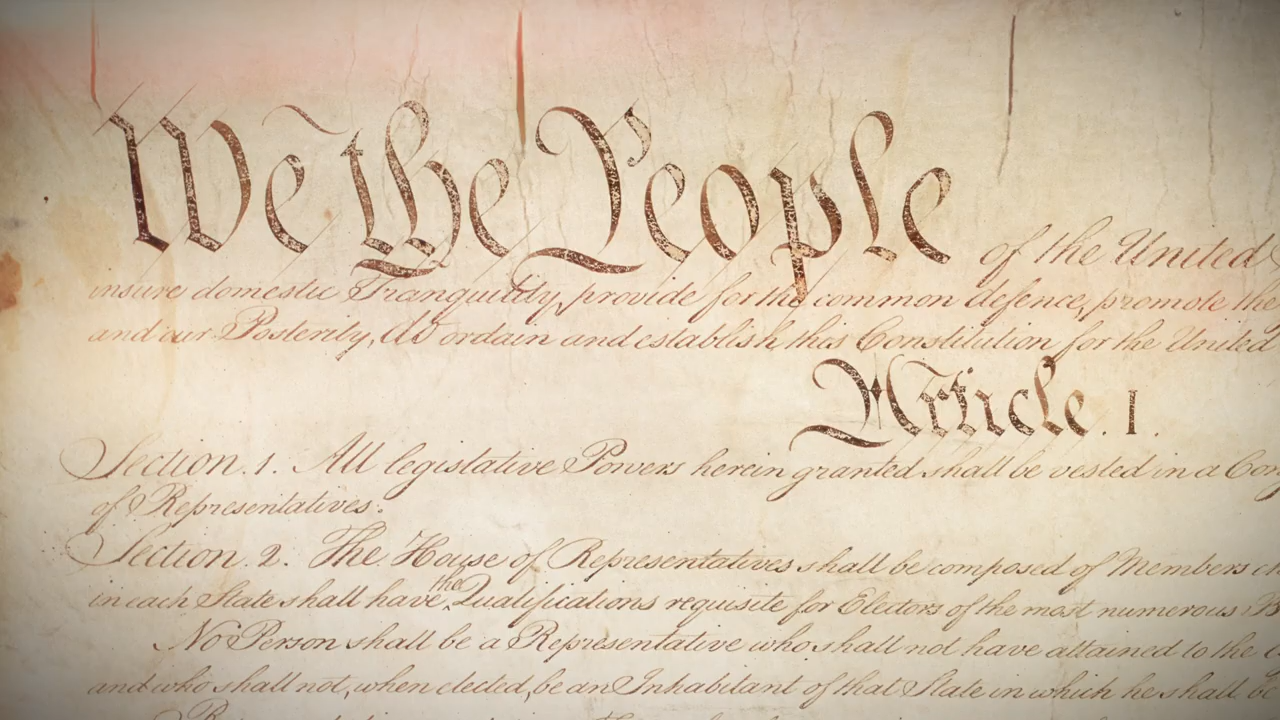 We the People of the United
insure domestic Tranquility, provide for the common defence, promote the
and our Posterity, do ordain and establish this Constitution for the United
Article. I.
Section. 1. All legislative Powers herein granted shall be vested in a Con
of Representatives.
Section. 2. The House of Representatives shall be composed of Members ch
in each State shall have the Qualifications requisite for Electors of the most numerous B
No Person shall be a Representative who shall not have attained to the
and who shall not, when elected, be an Inhabitant of that State in which he shall be